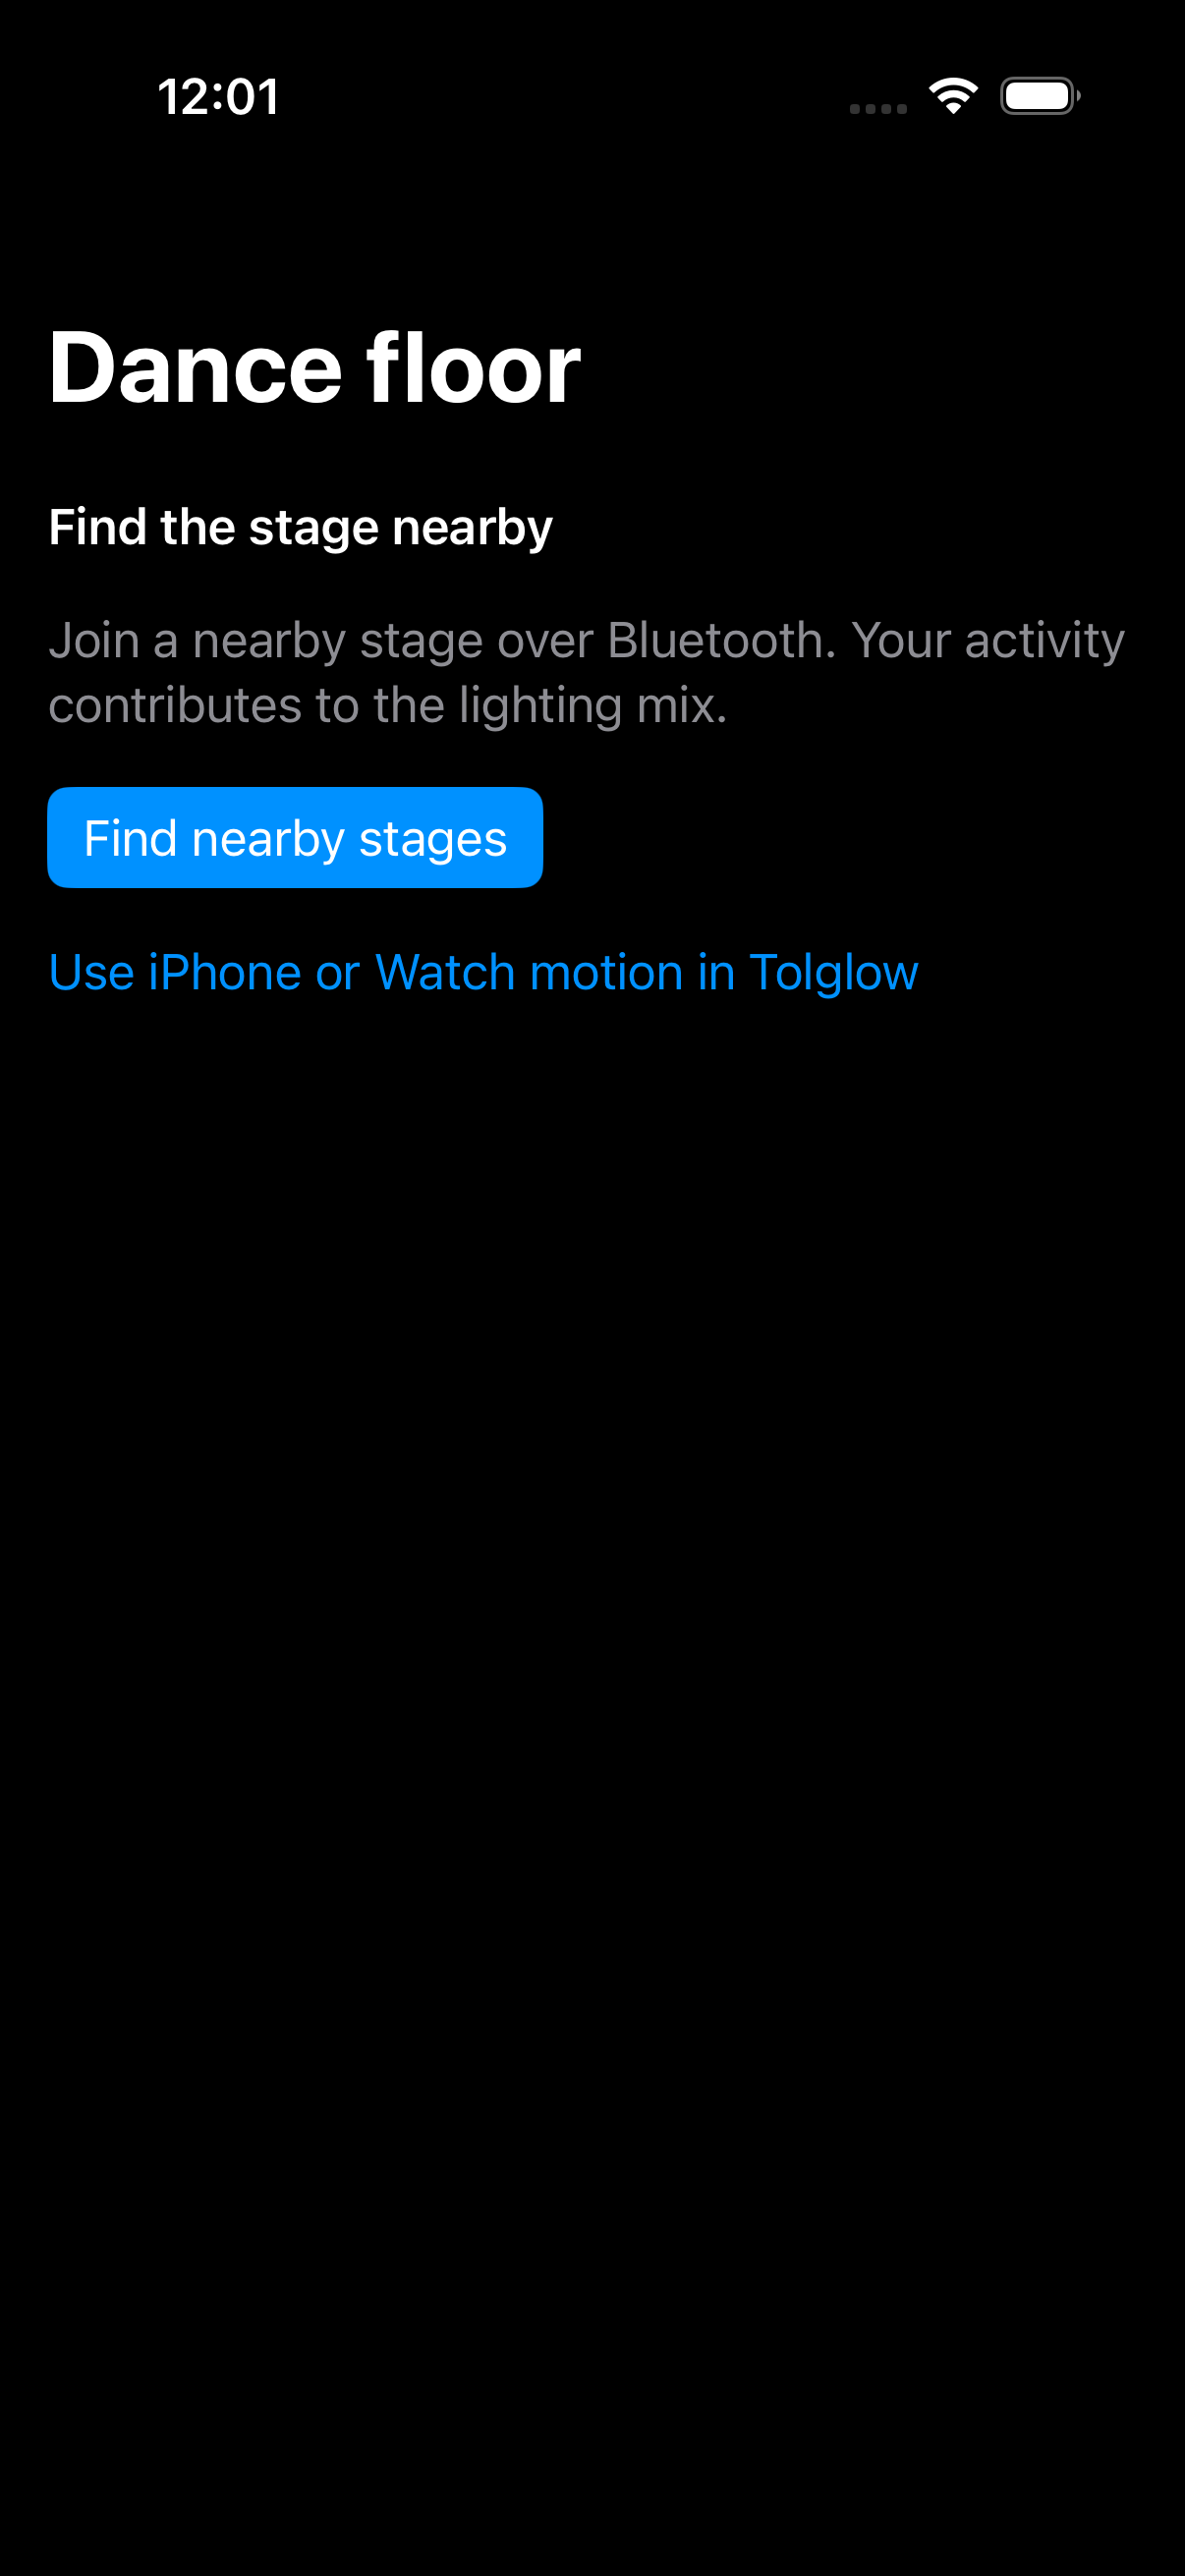 12:01
Dance floor
Find the stage nearby
Join a nearby stage over Bluetooth. Your activity
contributes to the lighting mix.
Find nearby stages
Use iPhone or Watch motion in Tolglow